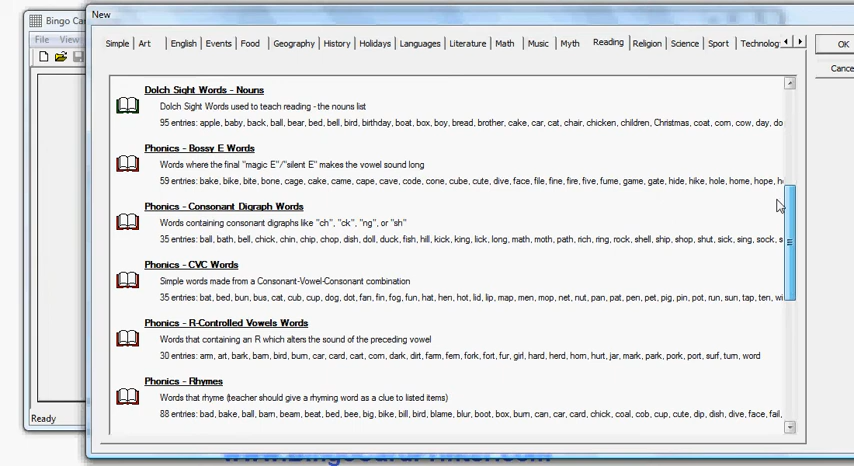 Bingo Ca
New
File View
Simple Art English Events Food Geography History Holidays Languages Literature Math Music Myth Reading Religion Science Sport Technolog
OK
Cance
Dolch Sight Words - Nouns
Dolch Sight Words used to teach reading - the nouns list
95 entries: apple, baby, back, ball, bear, bed, bell, bird, birthday, boat, box, boy, bread, brother, cake, car, cat, chair, chicken, children, Christmas, coat, corn, cow, day, do
Phonics - Bossy E Words
Words where the final "magic E"/"silent E" makes the vowel sound long
59 entries: bake, bike, bite, bone, cage, cake, came, cape, cave, code, cone, cube, cute, dive, face, file, fine, fire, five, fume, game, gate, hide, hike, hole, home, hope, h
Phonics - Consonant Digraph Words
Words containing consonant digraphs like "ch", "ck", "ng", or "sh"
35 entries: ball, bath, bell, chick, chin, chip, chop, dish, doll, duck, fish, hill, kick, king, lick, long, math, moth, path, rich, ring, rock, shell, ship, shop, shut, sick, sing, sock, s
Phonics - CVC Words
Simple words made from a Consonant-Vowel-Consonant combination
35 entries: bat, bed, bun, bus, cat, cub, cup, dog, dot, fan, fin, fog, fun, hat, hen, hot, lid, lip, map, men, mop, net, nut, pan, pat, pen, pet, pig, pin, pot, run, sun, tap, ten, wi
Phonics - R-Controlled Vowels Words
Words that containing an R which alters the sound of the preceding vowel
30 entries: arm, art, bark, barn, bird, burn, car, card, cart, corn, dark, dirt, farm, fern, fork, fort, fur, girl, hard, herd, horn, hurt, jar, mark, park, pork, port, surf, turn, word
Phonics - Rhymes
Words that rhyme (teacher should give a rhyming word as a clue to listed items)
88 entries: bad, bake, ball, barn, beam, beat, bed, bee, big, bike, bill, bird, blame, blur, boot, box, burn, can, car, card, chick, coal, cob, cup, cute, dip, dish, dive, face, fail,
Ready
www.BingoCardPrinter.com